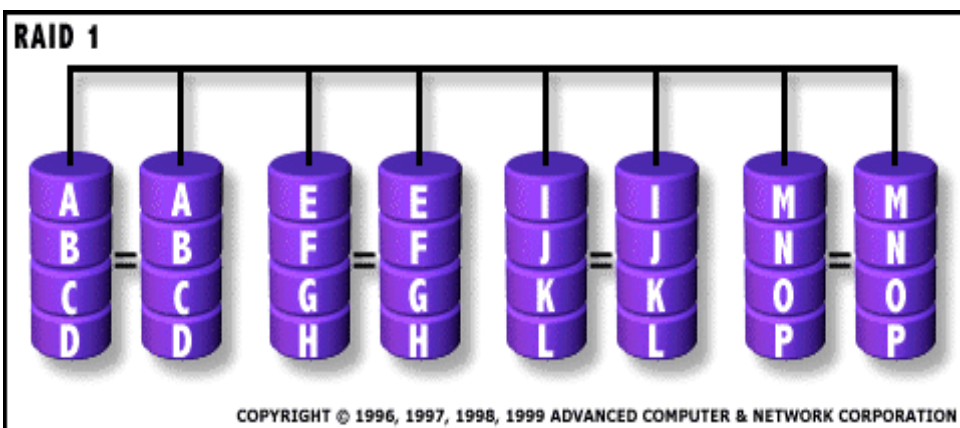 RAID 1
A A E E I I M M
B = B F = F J = J N = N
C C G G K K O O
D D H H L L P P
COPYRIGHT © 1996, 1997, 1998, 1999 ADVANCED COMPUTER & NETWORK CORPORATION